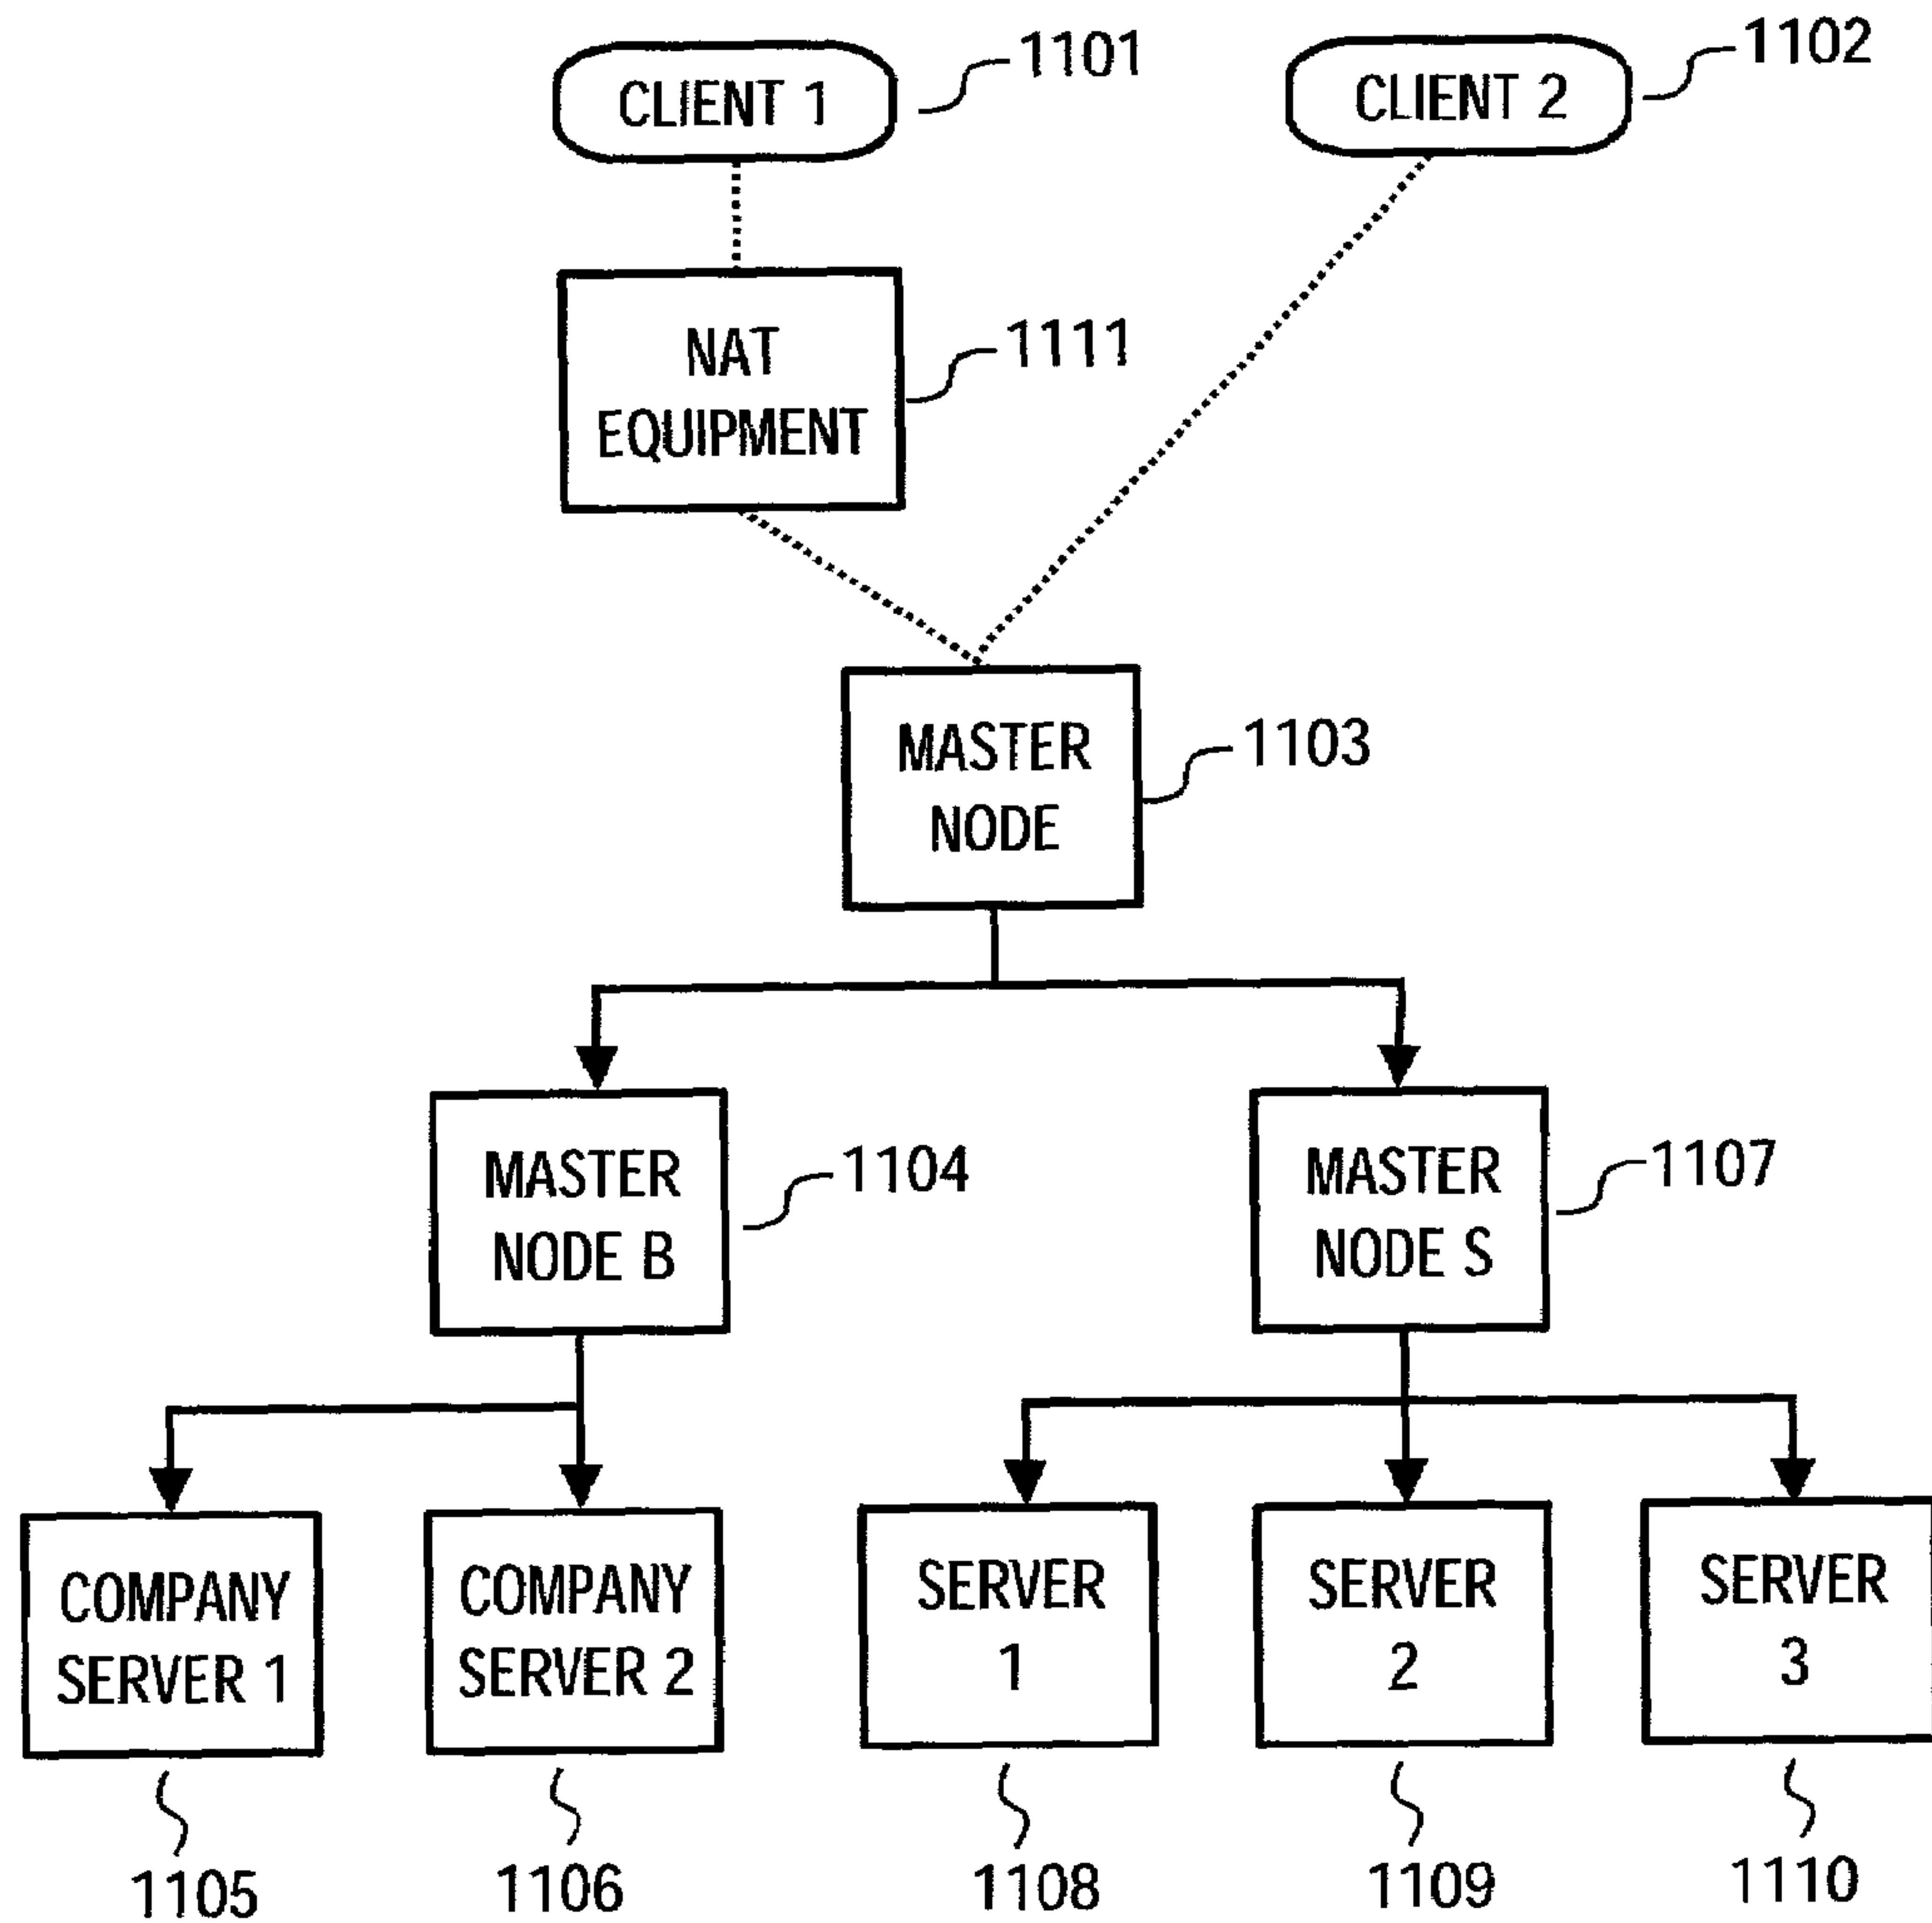 CLIENT 1
1101
CLIENT 2
1102
NAT
EQUIPMENT
1111
MASTER
NODE
1103
MASTER
NODE B
1104
MASTER
NODE S
1107
COMPANY
SERVER 1
COMPANY
SERVER 2
SERVER
1
SERVER
2
SERVER
3
1105
1106
1108
1109
1110